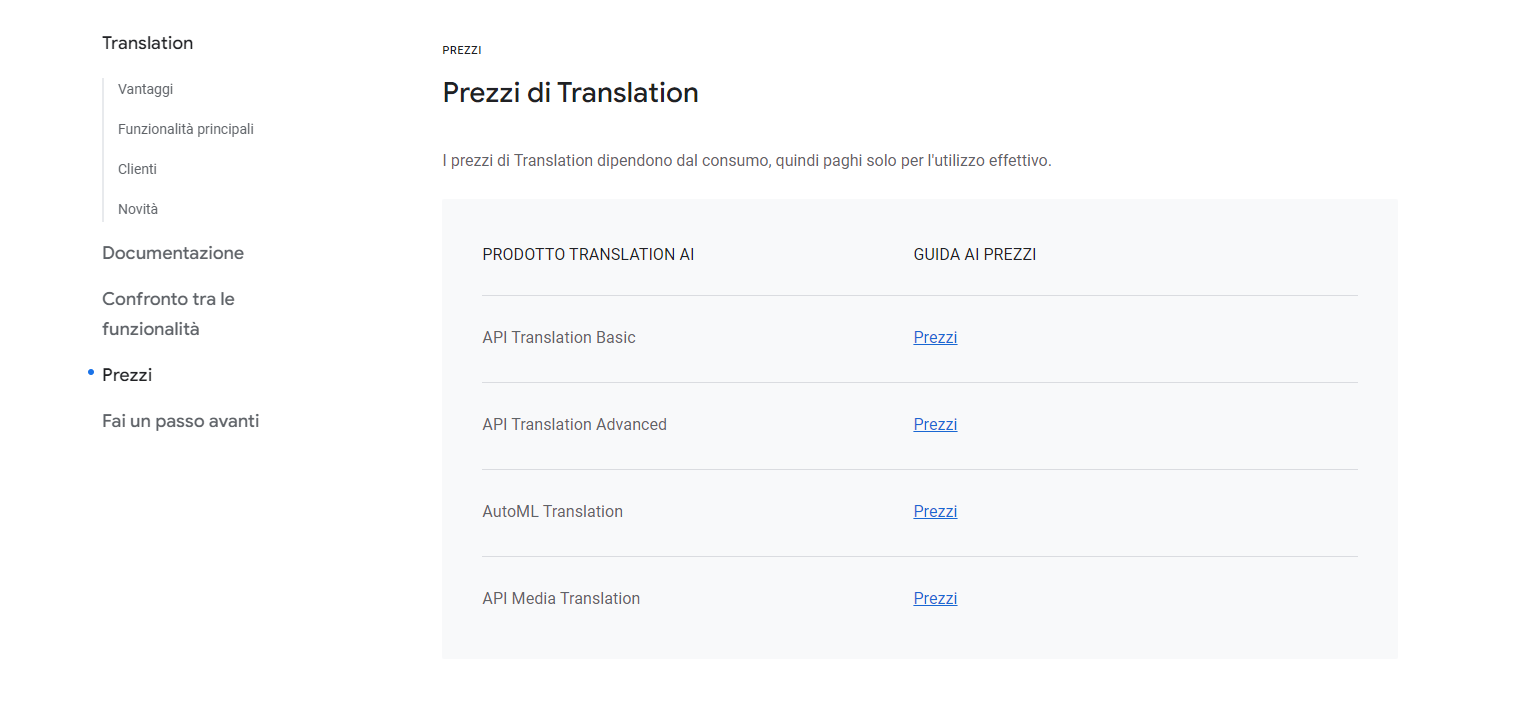 Translation
Vantaggi
Funzionalità principali
Clienti
Novità
Documentazione
Confronto tra le
funzionalità
Prezzi
Fai un passo avanti
PREZZI
Prezzi di Translation
I prezzi di Translation dipendono dal consumo, quindi paghi solo per l'utilizzo effettivo.
PRODOTTO TRANSLATION AI GUIDA AI PREZZI
API Translation Basic Prezzi
API Translation Advanced Prezzi
AutoML Translation Prezzi
API Media Translation Prezzi